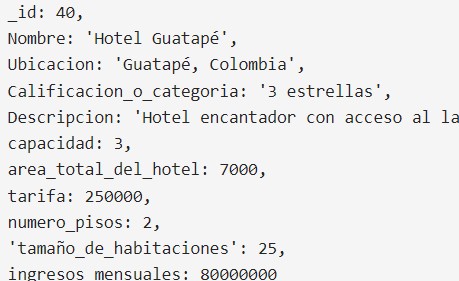 _id: 40,
Nombre: 'Hotel Guatapé',
Ubicacion: 'Guatapé, Colombia',
Calificacion_o_categoria: '3 estrellas',
Descripcion: 'Hotel encantador con acceso al la
capacidad: 3,
area_total_del_hotel: 7000,
tarifa: 250000,
numero_pisos: 2,
'tamaño_de_habitaciones': 25,
ingresos_mensuales: 80000000